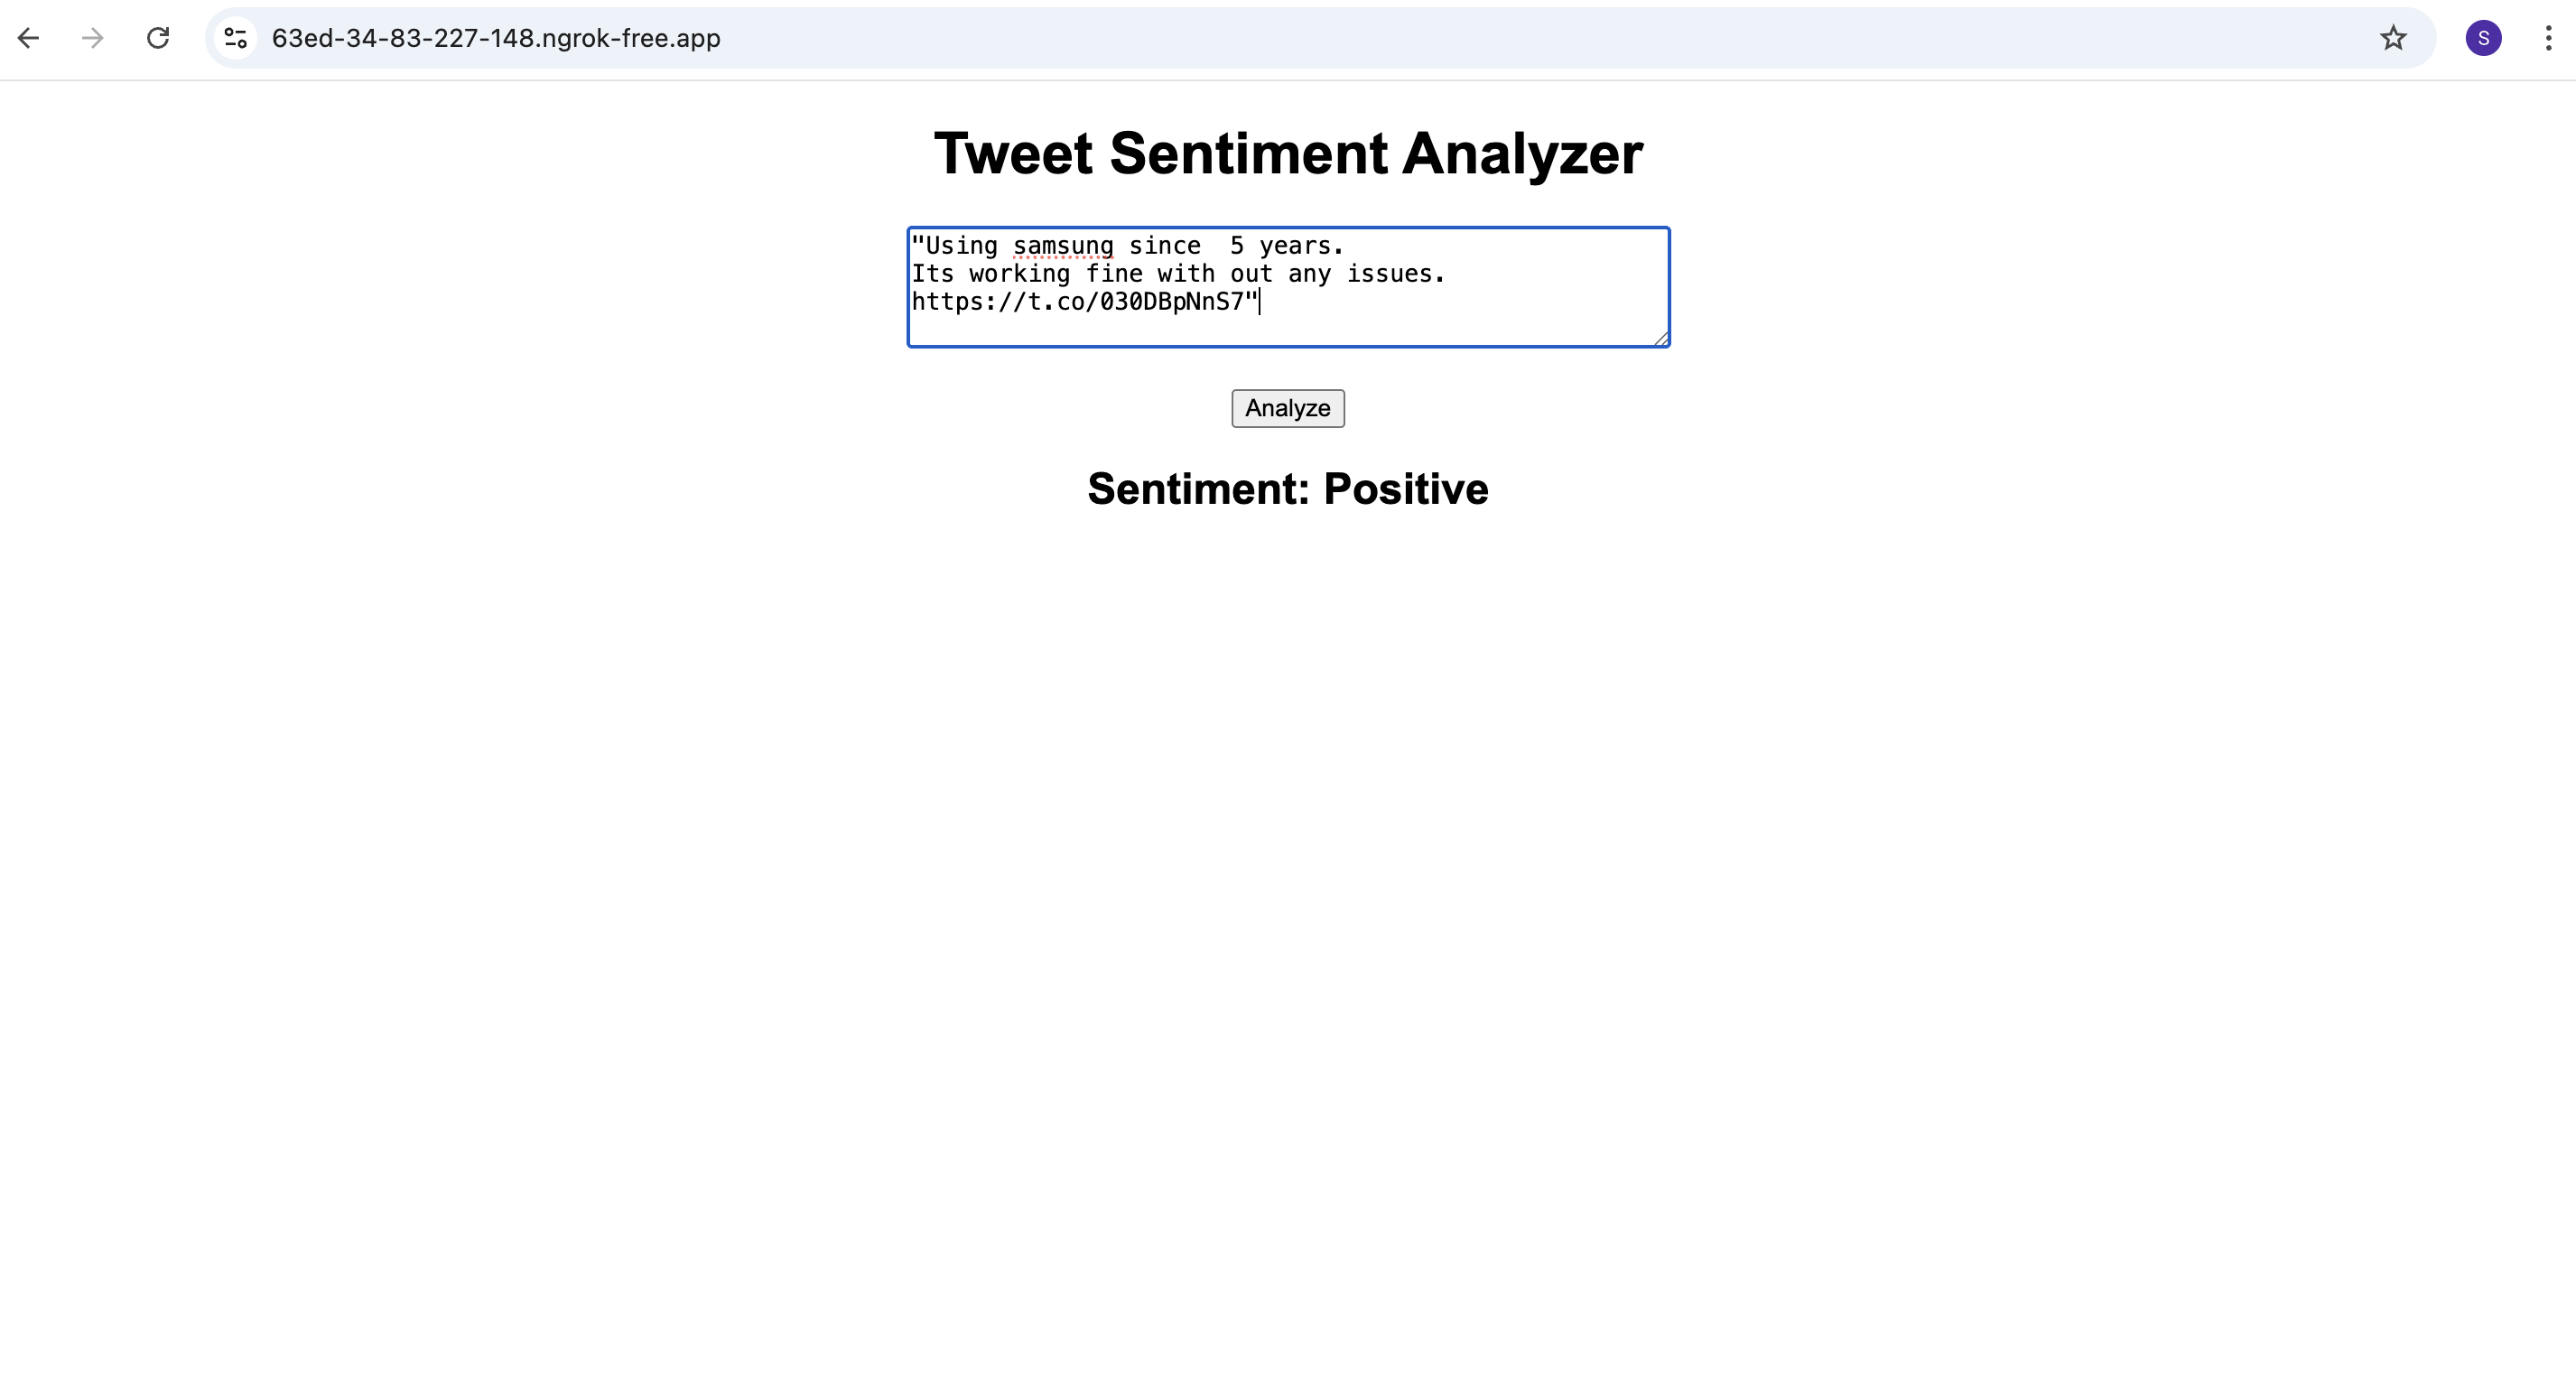 63ed-34-83-227-148.ngrok-free.app
S
Tweet Sentiment Analyzer
"Using samsung since  5 years.
Its working fine with out any issues.
https://t.co/030DBpNnS7"
Analyze
Sentiment: Positive